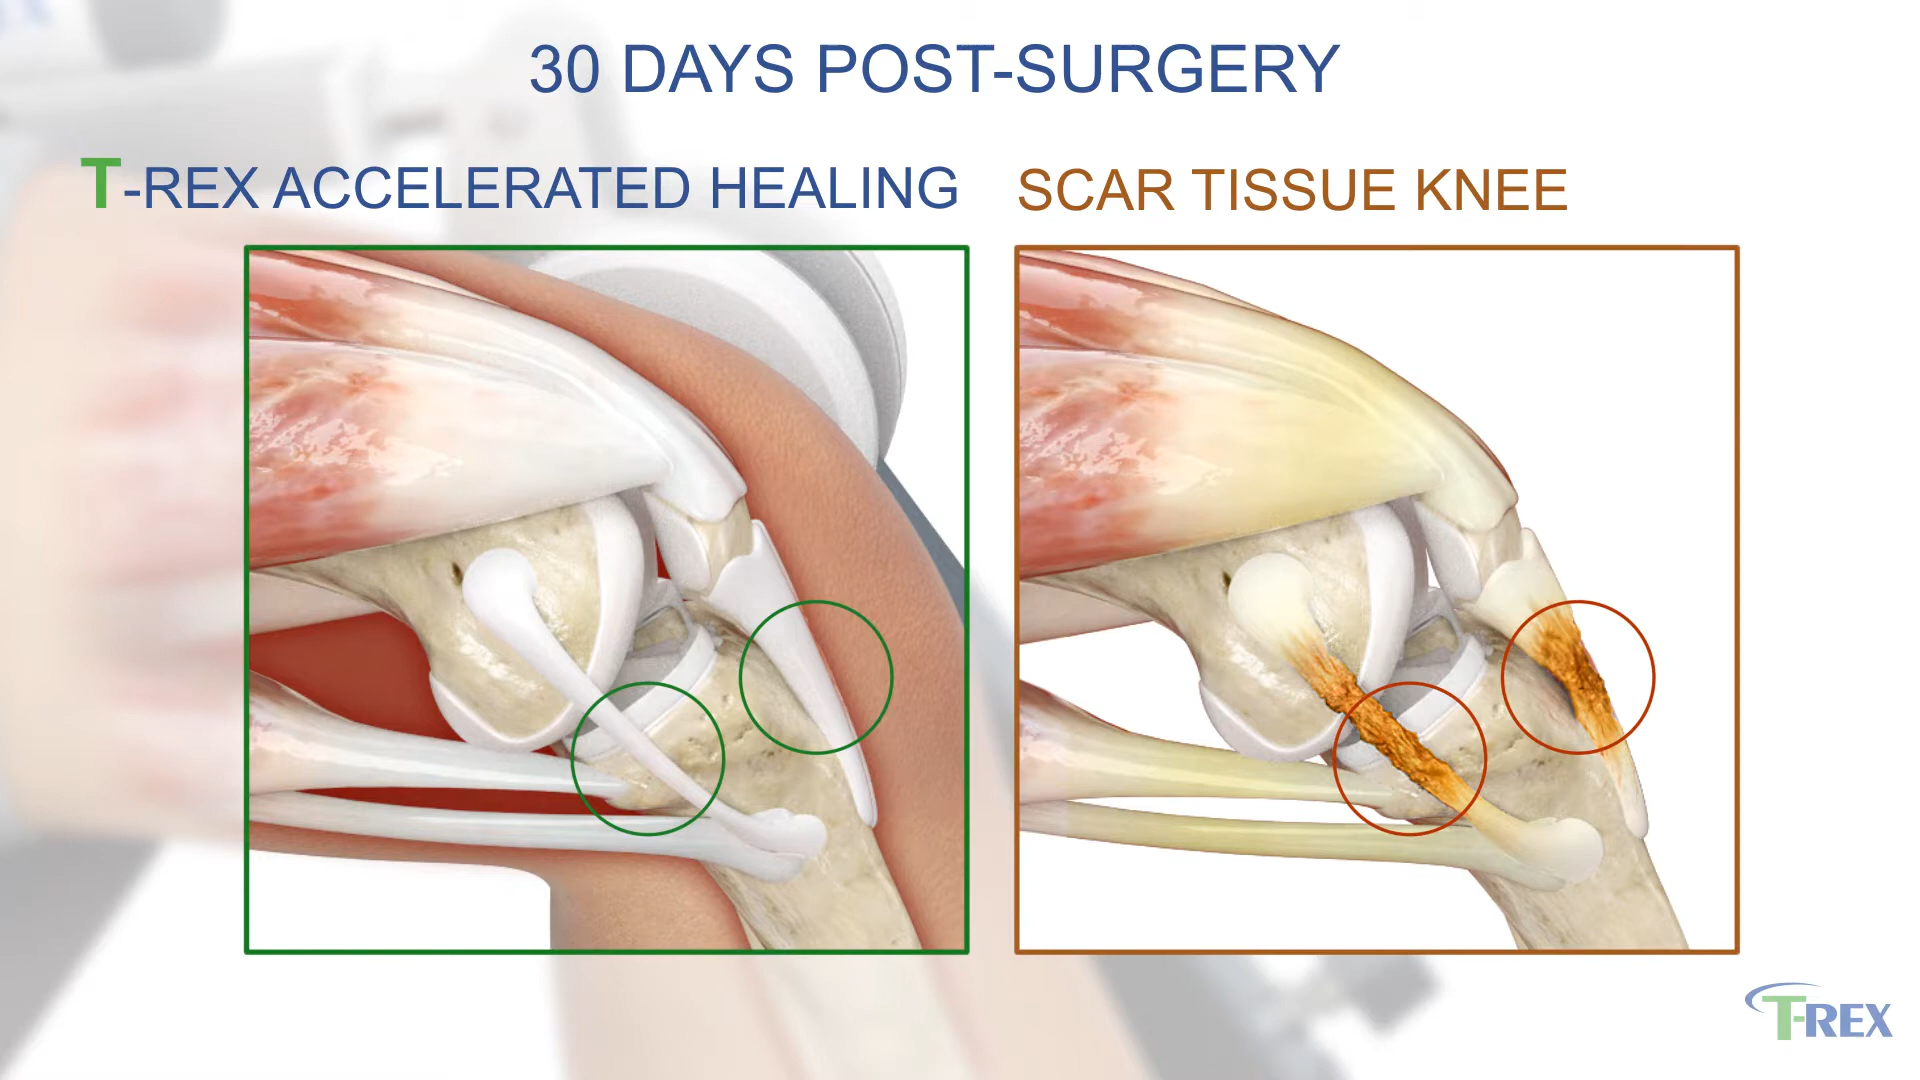 30 DAYS POST-SURGERY
T-REX ACCELERATED HEALING
SCAR TISSUE KNEE
T-REX